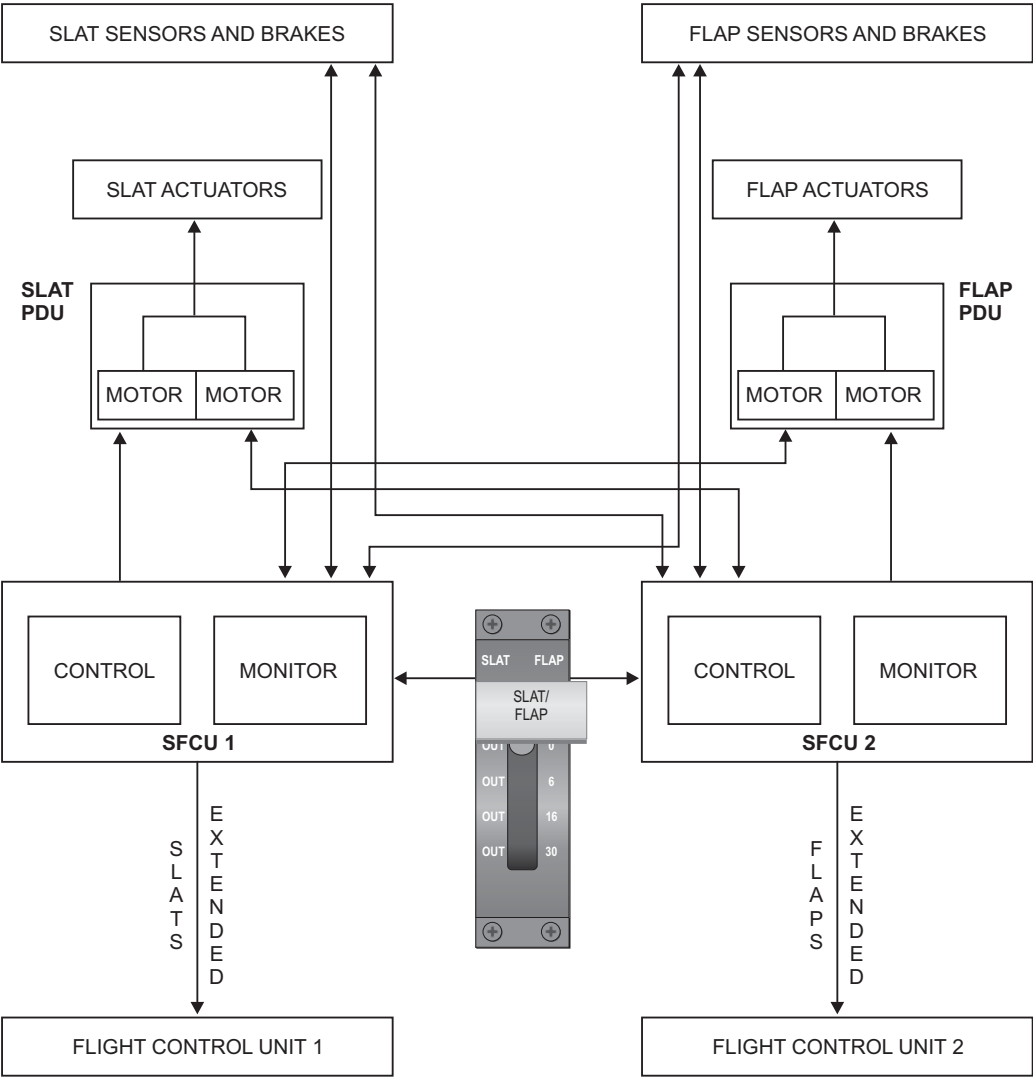 SLAT SENSORS AND BRAKES
FLAP SENSORS AND BRAKES
SLAT ACTUATORS
FLAP ACTUATORS
SLAT
PDU
FLAP
PDU
MOTOR
MOTOR
MOTOR
MOTOR
CONTROL
MONITOR
SFCU 1
SLAT FLAP
SLAT/
FLAP
OUT 0
OUT 6
OUT 16
OUT 30
CONTROL
MONITOR
SFCU 2
SLATS
EXTENDED
FLAPS
EXTENDED
FLIGHT CONTROL UNIT 1
FLIGHT CONTROL UNIT 2